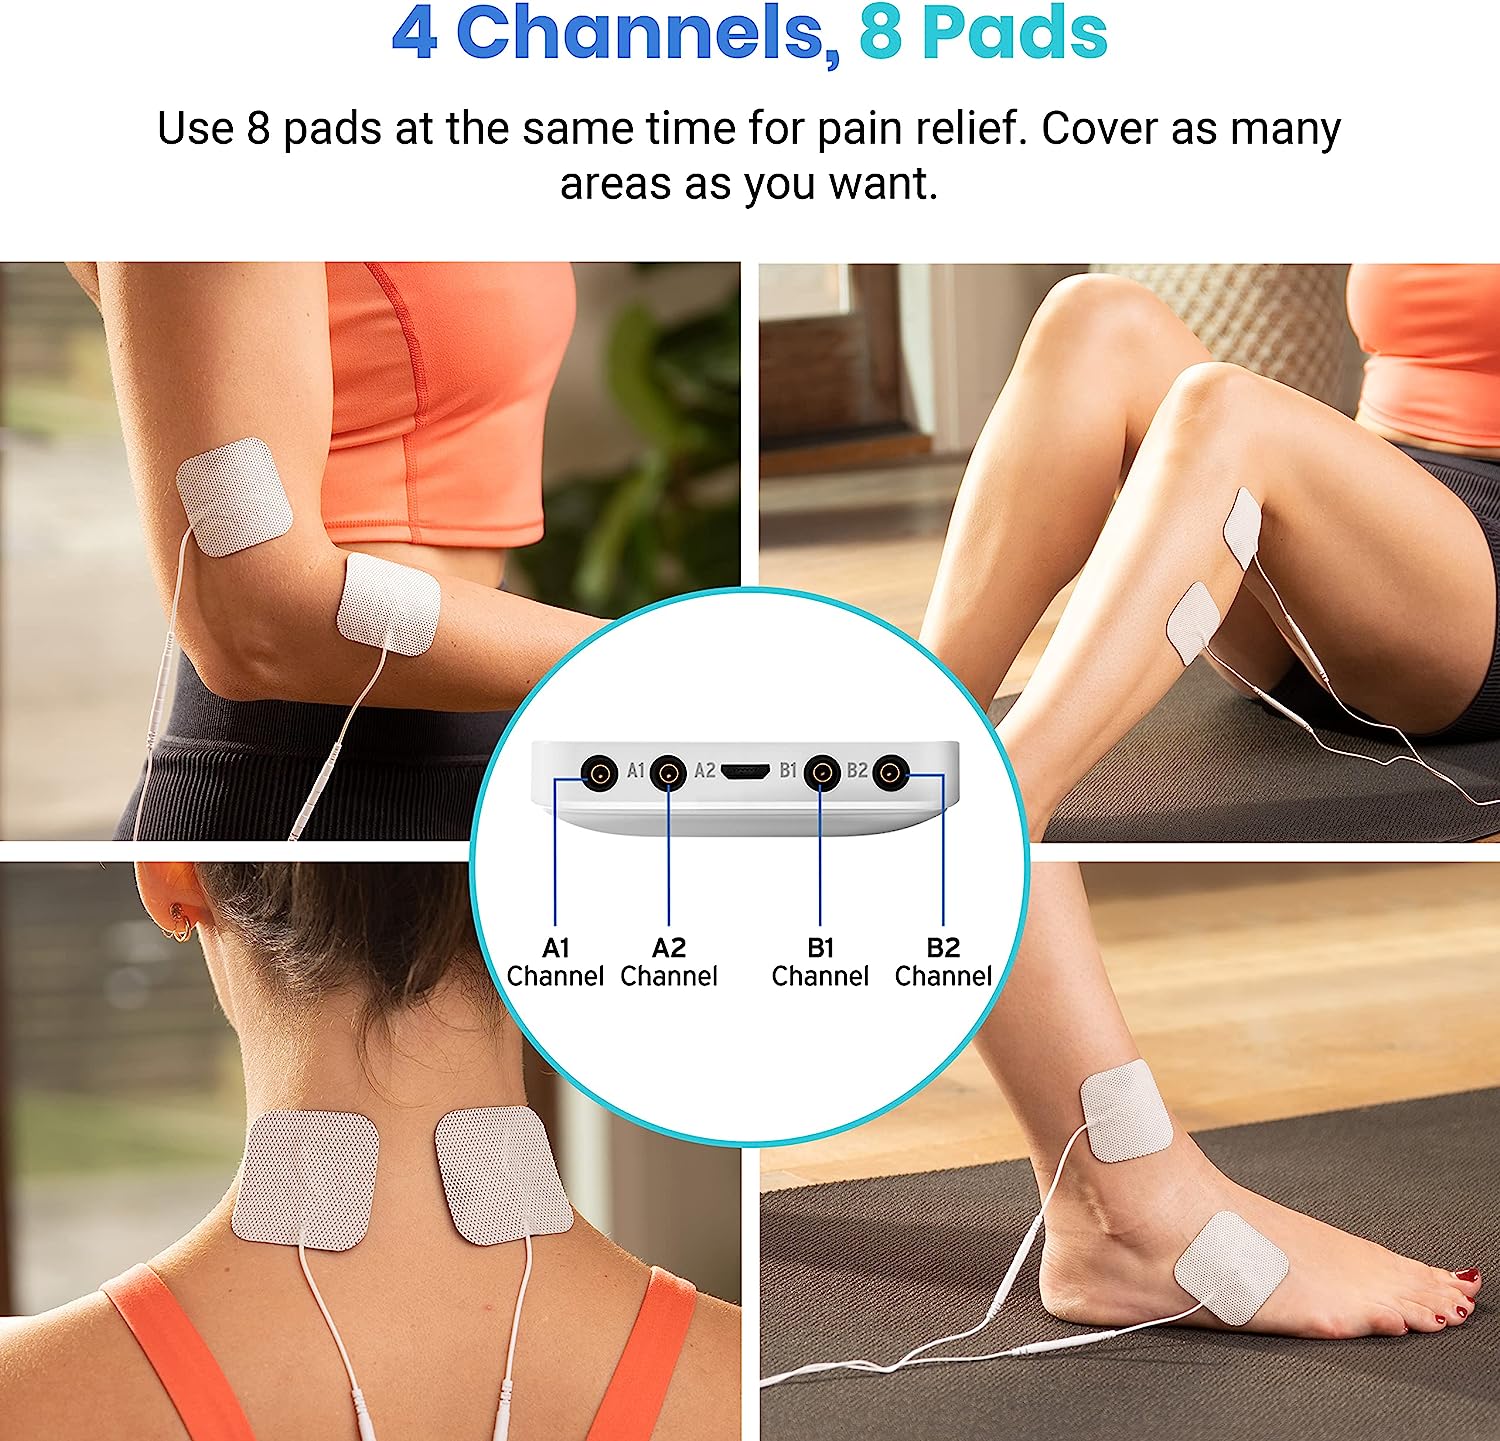 4 Channels, 8 Pads
Use 8 pads at the same time for pain relief. Cover as many
areas as you want.
A1 A2 B1 B2
A1 A2 B1 B2
Channel Channel Channel Channel